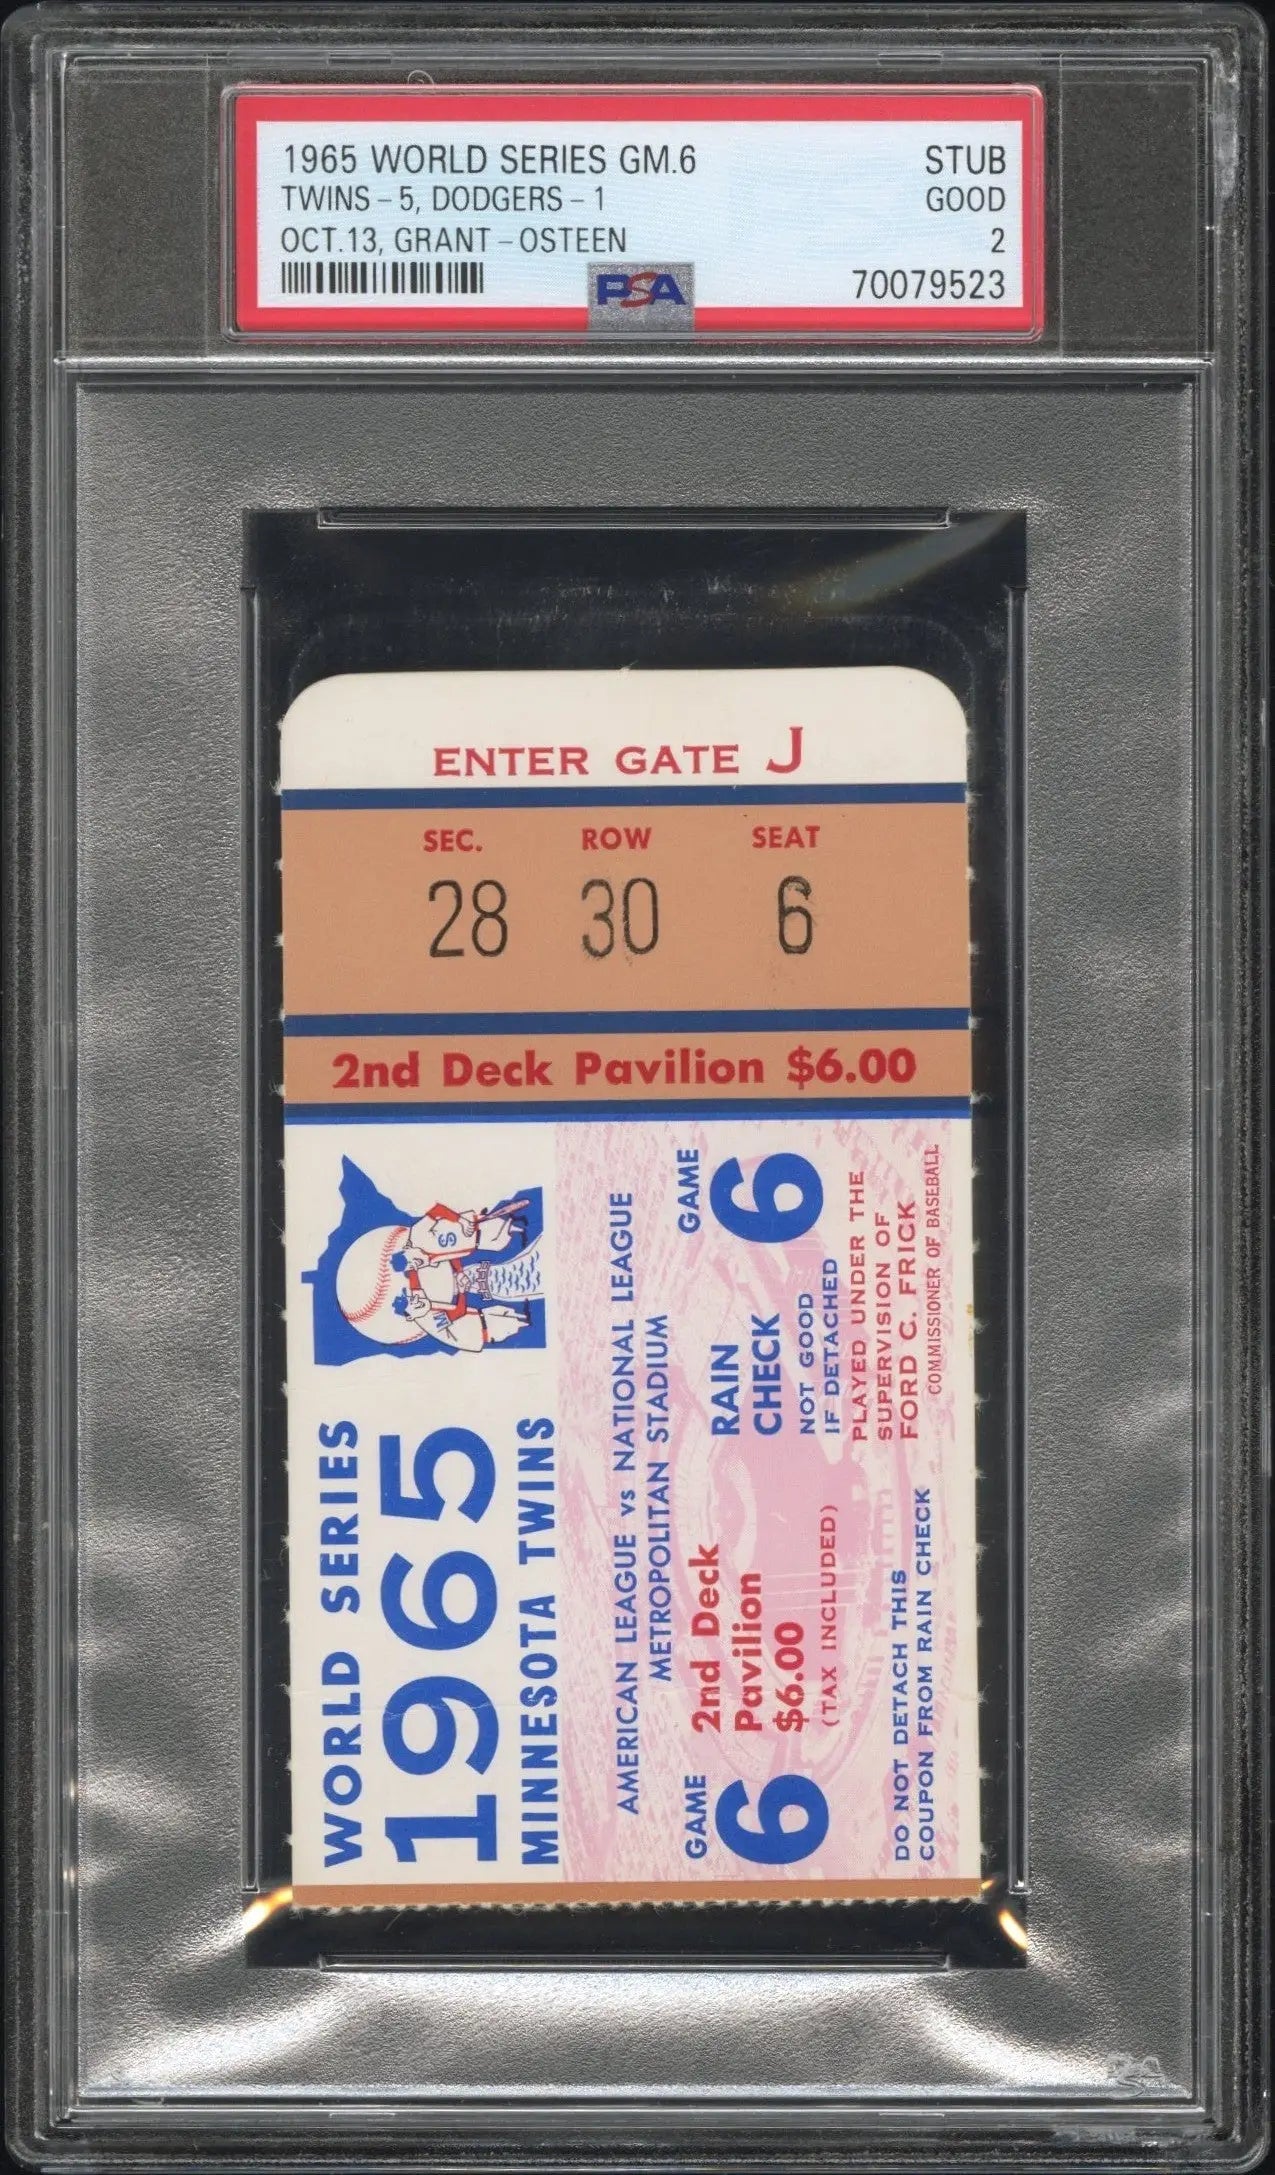 1965 WORLD SERIES GM.6 STUB
TWINS - 5, DODGERS - 1 GOOD
OCT.13, GRANT - OSTEEN 2
PSA 70079523
ENTER GATE J
SEC. ROW SEAT
28 30 6
2nd Deck Pavilion $6.00
WORLD SERIES
1965
MINNESOTA TWINS
M
S
AMERICAN LEAGUE vs NATIONAL LEAGUE
METROPOLITAN STADIUM
GAME
6
2nd Deck
Pavilion
$6.00
(TAX INCLUDED)
DO NOT DETACH THIS
COUPON FROM RAIN CHECK
GAME
6
RAIN
CHECK
NOT GOOD
IF DETACHED
PLAYED UNDER THE
SUPERVISION OF
FORD C. FRICK
COMMISSIONER OF BASEBALL
PSA